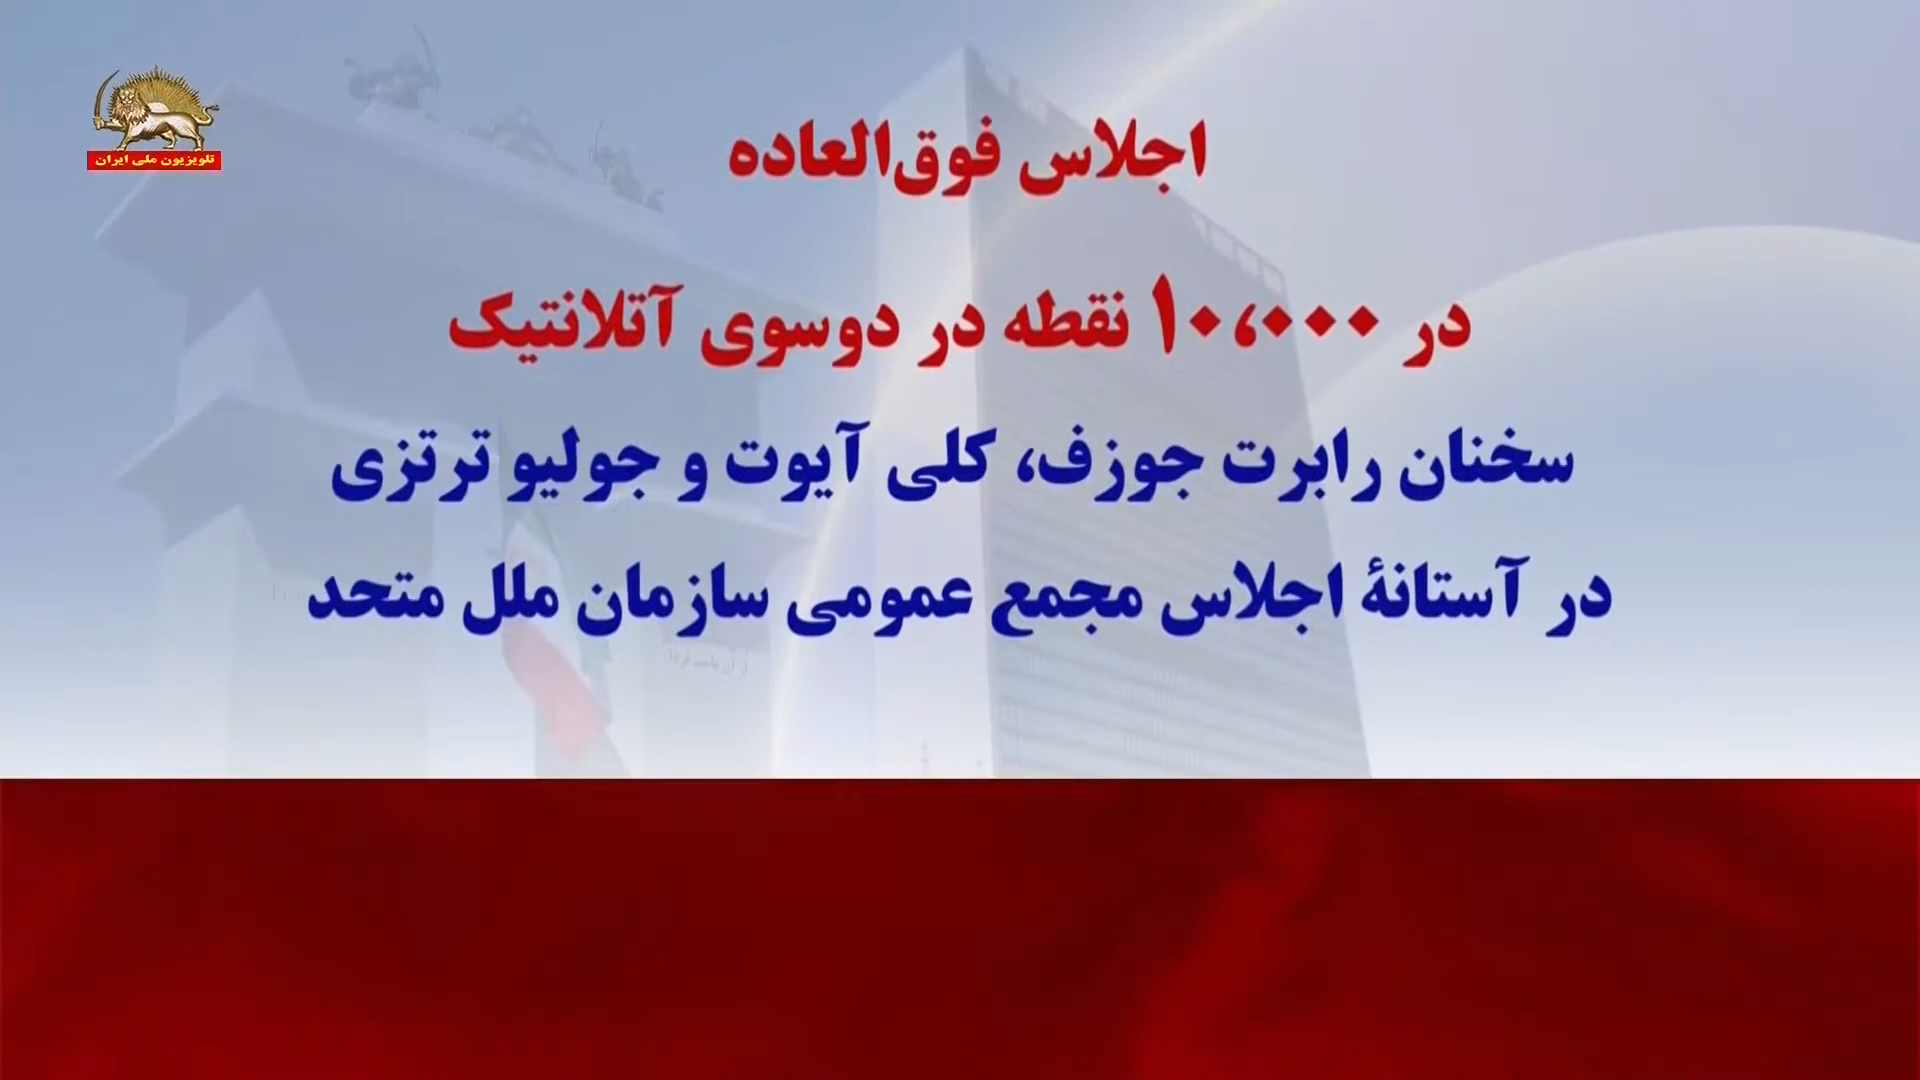 تلویزیون ملی ایران
اجلاس فوق‌العاده
در ۱۰،۰۰۰ نقطه در دوسوی آتلانتیک
سخنان رابرت جوزف، کلی آیوت و جولیو ترتزی
در آستانهٔ اجلاس مجمع عمومی سازمان ملل متحد